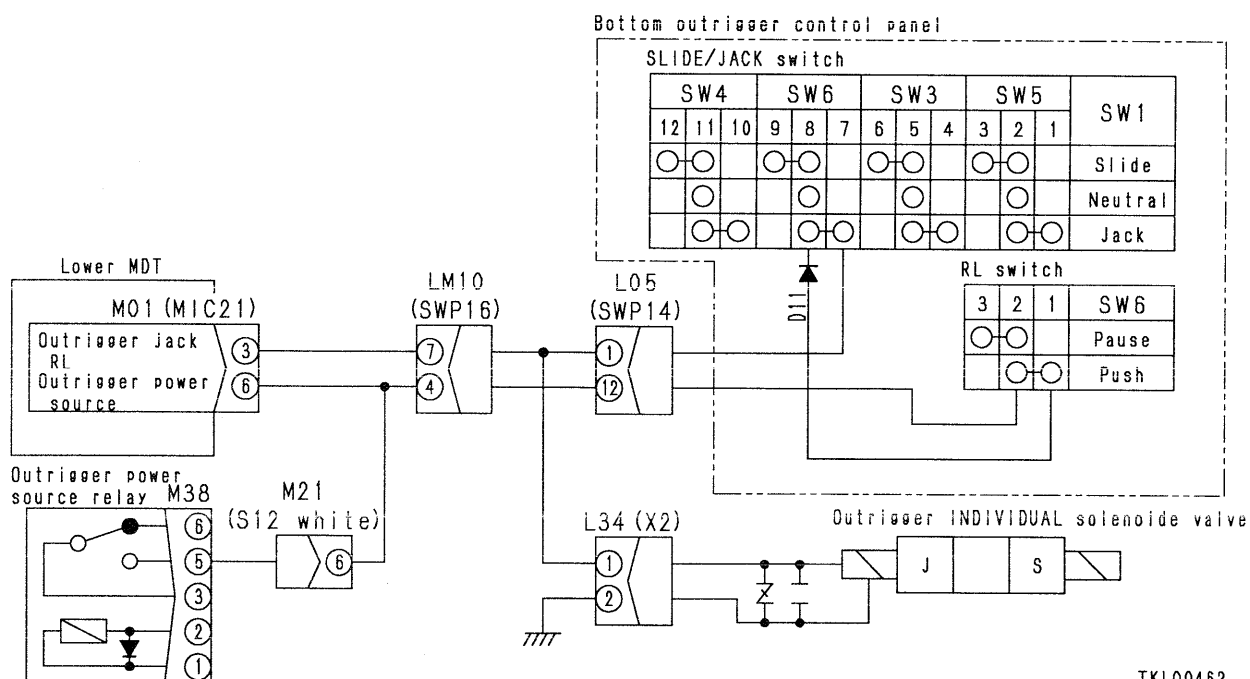 Bottom outrigger control panel
SLIDE/JACK switch
SW4 SW6 SW3 SW5 SW1
12 11 10 9 8 7 6 5 4 3 2 1
Slide
Neutral
Jack
Lower MDT
M01 (MIC21)
LM10
(SWP16)
L05
(SWP14)
D11
RL switch
3 2 1 SW6
Pause
Push
Outrigger jack
RL
Outrigger power
source
3
6
7
4
1
12
Outrigger power
source relay M38
M21
(S12 white)
6
5
3
2
1
6
L34 (X2)
1
2
Outrigger INDIVIDUAL solenoide valve
J S
TKL00462